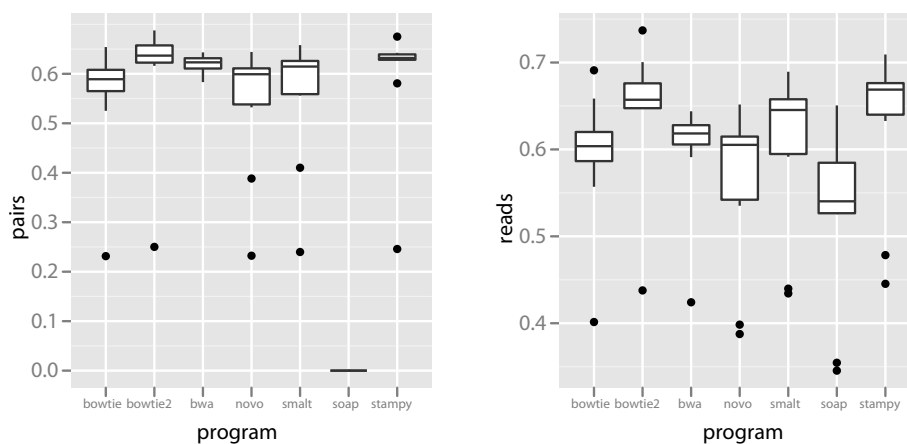 pairs
0.6
0.5
0.4
0.3
0.2
0.1
0.0
bowtie bowtie2 bwa novo smalt soap stampy
program
reads
0.7
0.6
0.5
0.4
bowtie bowtie2 bwa novo smalt soap stampy
program